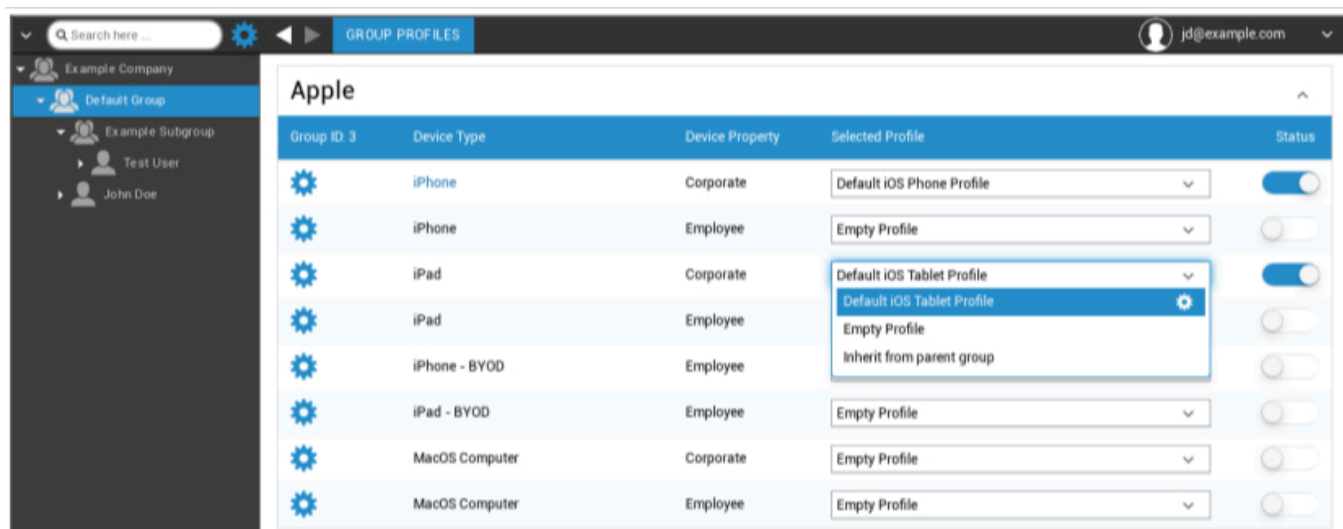 Search here ...
GROUP PROFILES
jd@example.com
Example Company
Default Group
Example Subgroup
Test User
John Doe
Apple
Group ID: 3 Device Type Device Property Selected Profile Status
iPhone Corporate Default iOS Phone Profile
iPhone Employee Empty Profile
iPad Corporate Default iOS Tablet Profile
Default iOS Tablet Profile
iPad Employee Empty Profile
Inherit from parent group
iPhone - BYOD Employee
iPad - BYOD Employee Empty Profile
MacOS Computer Corporate Empty Profile
MacOS Computer Employee Empty Profile